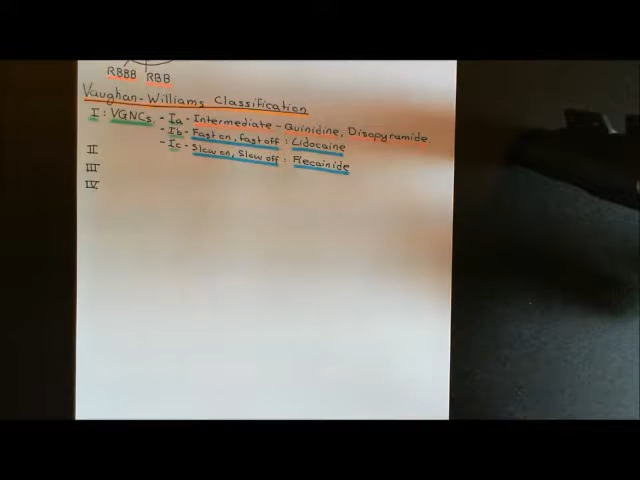 RBBB RBB
Vaughan-Williams Classification
I: VGNCs - Ia - Intermediate - Quinidine, Disopyramide.
- Ib - Fast on, fast off : Lidocaine
- Ic - Slow on, Slow off : Flecainide
II
III
IV